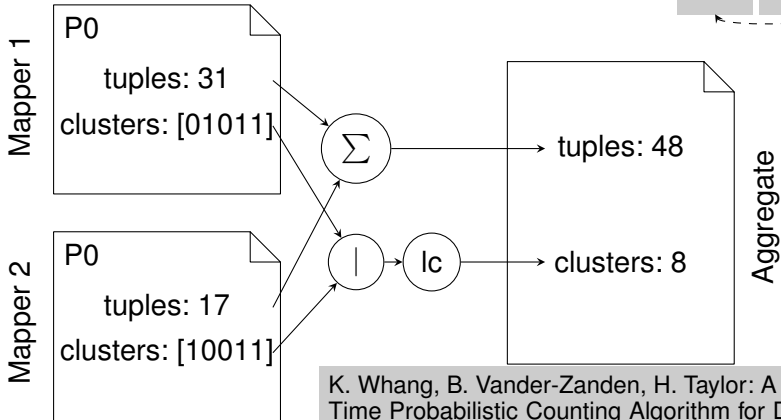 Mapper 1
P0
tuples: 31
clusters: [01011]
Mapper 2
P0
tuples: 17
clusters: [10011]
∑
|
lc
tuples: 48
clusters: 8
Aggregate
K. Whang, B. Vander-Zanden, H. Taylor: A
Time Probabilistic Counting Algorithm for